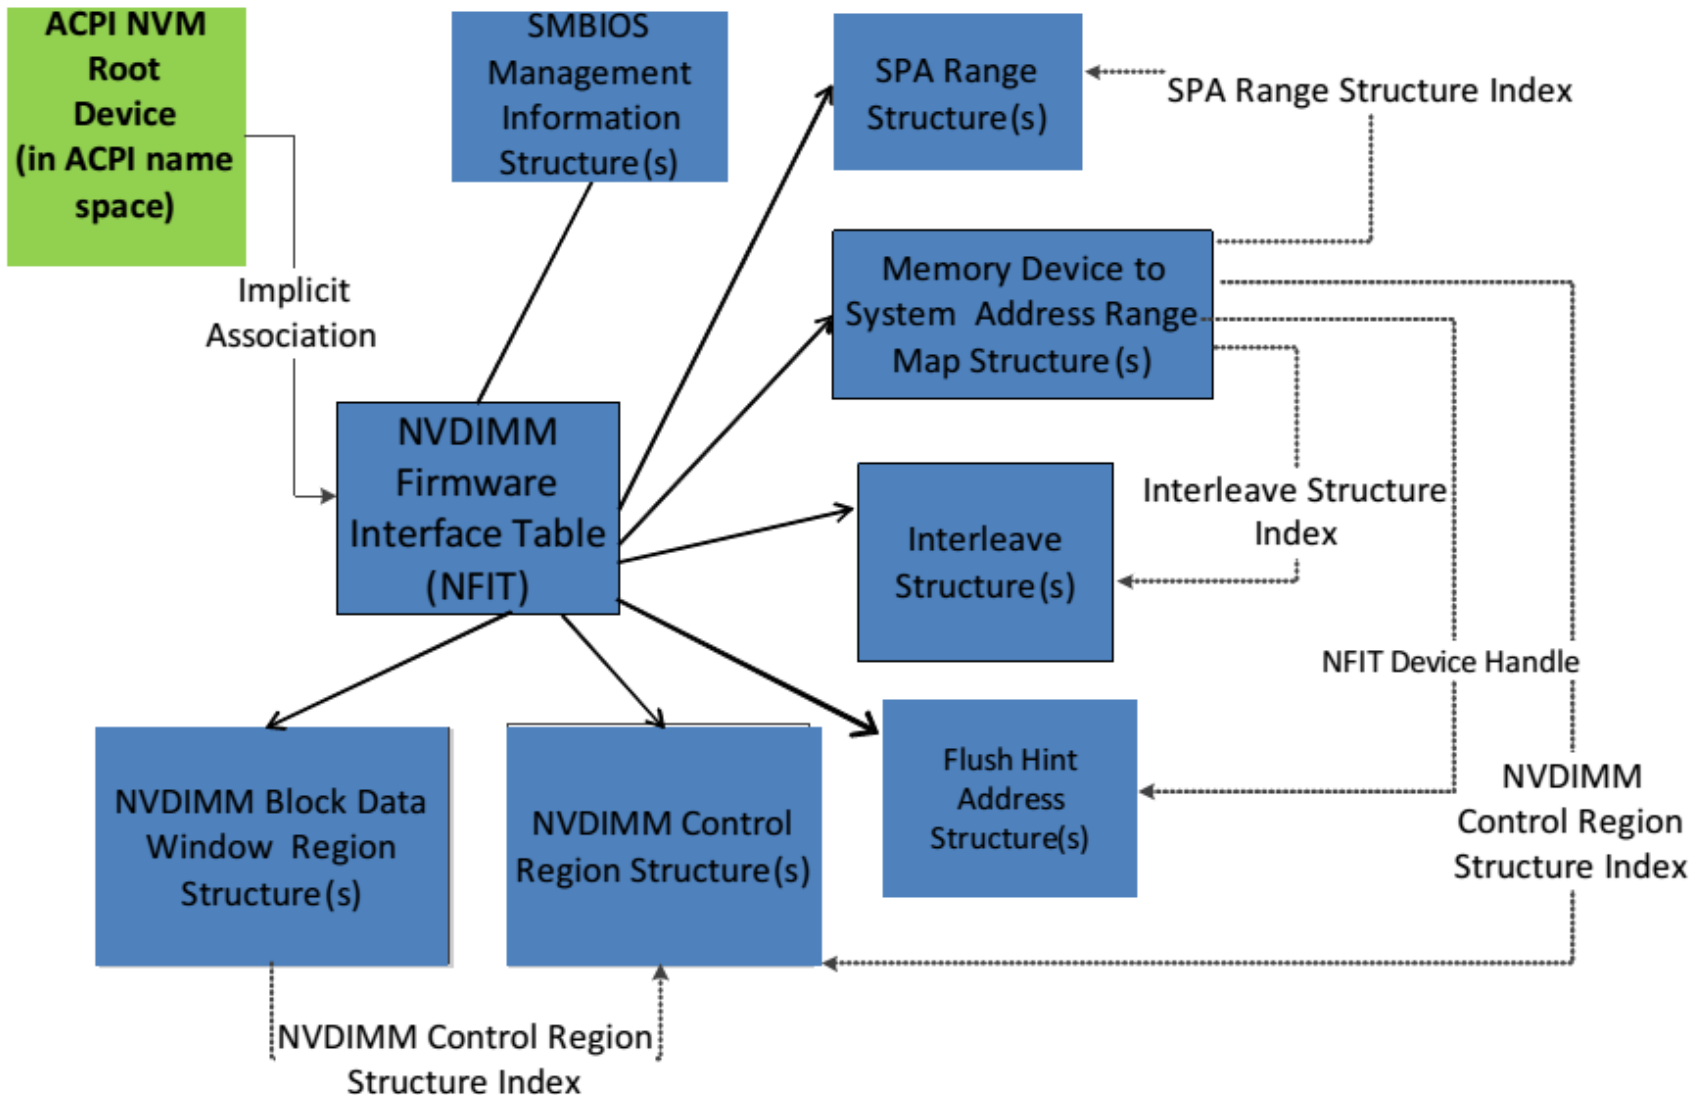 ACPI NVM
Root
Device
(in ACPI name
space)
SMBIOS
Management
Information
Structure(s)
SPA Range
Structure(s)
SPA Range Structure Index
Implicit
Association
Memory Device to
System Address Range
Map Structure(s)
NVDIMM
Firmware
Interface Table
(NFIT)
Interleave
Structure(s)
Interleave Structure
Index
NFIT Device Handle
NVDIMM Block Data
Window Region
Structure(s)
NVDIMM Control
Region Structure(s)
Flush Hint
Address
Structure(s)
NVDIMM
Control Region
Structure Index
NVDIMM Control Region
Structure Index